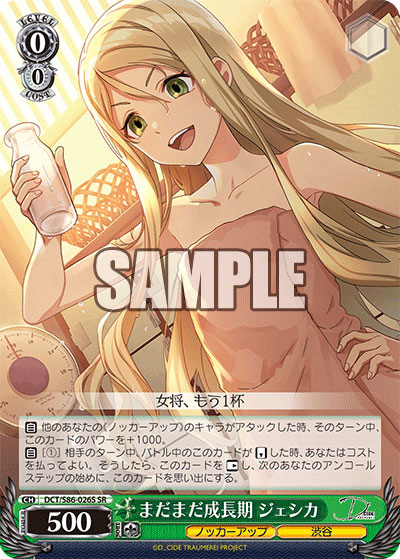 LEVEL
0
0
COST
SAMPLE
女将、もう1杯
自 他のあなたの《ノッカーアップ》のキャラがアタックした時、そのターン中、
このカードのパワーを+1000。
自 [①] 相手のターン中、バトル中のこのカードが した時、あなたはコスト
を払ってよい。そうしたら、このカードを し、次のあなたのアンコール
ステップの始めに、このカードを思い出にする。
CH DCT/S86-026S SR
500
まだまだ成長期 ジェシカ
ノッカーアップ
渋谷
©D_CIDE TRAUMEREI PROJECT